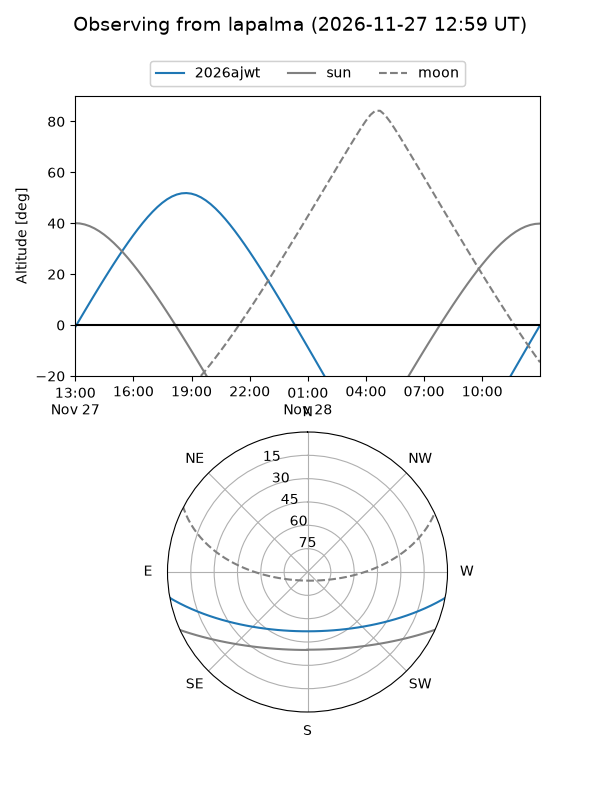 Observing from lapalma (2026-11-27 12:59 UT)
2026ajwt sun moon
Altitude [deg]
80
60
40
20
0
−20
13:00 16:00 19:00 22:00 01:00 04:00 07:00 10:00
Nov 27 Nov 28
N
NE NW
15
30
45
60
75
E W
SE SW
S